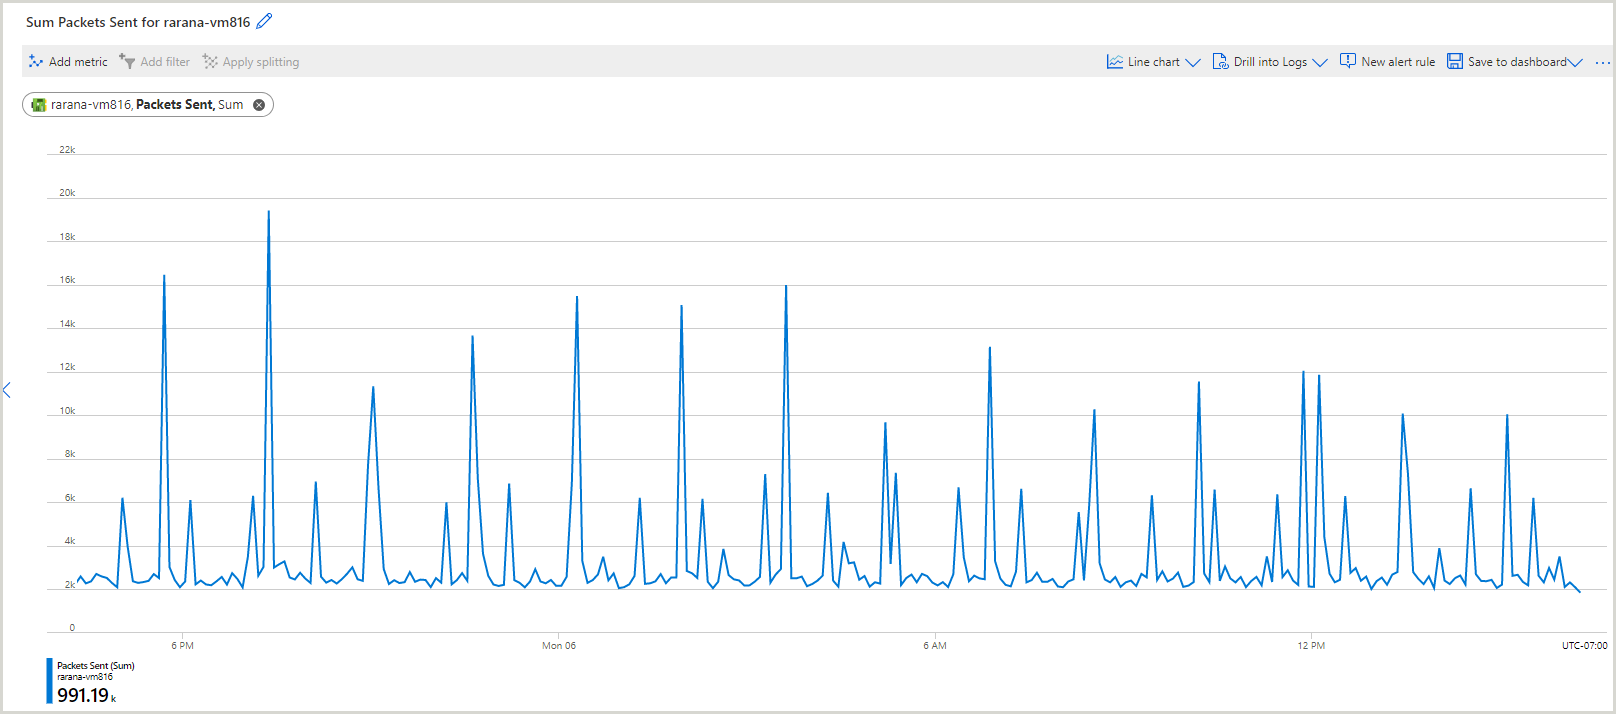 Sum Packets Sent for rarana-vm816
Add metric Add filter Apply splitting Line chart Drill into Logs New alert rule Save to dashboard ...
rarana-vm816, Packets Sent, Sum
22k
20k
18k
16k
14k
12k
10k
8k
6k
4k
2k
0
6 PM Mon 06 6 AM 12 PM UTC-07:00
Packets Sent (Sum)
rarana-vm816
991.19 k